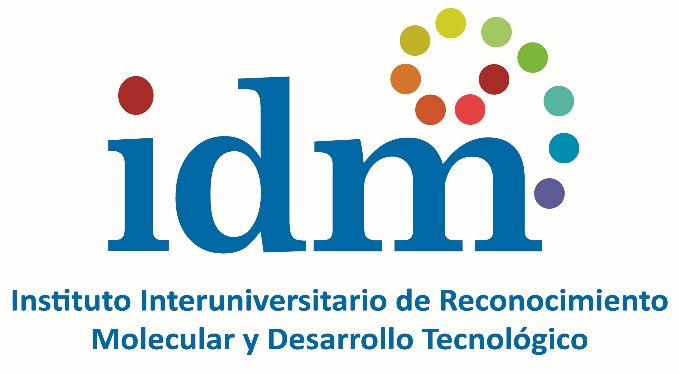 idm
Instituto Interuniversitario de Reconocimiento
Molecular y Desarrollo Tecnológico